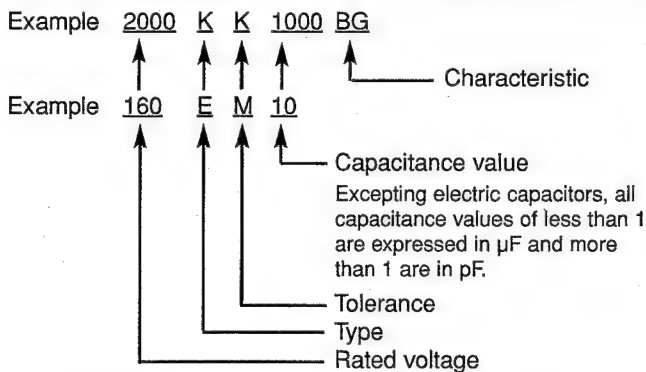 Example 2000 K K 1000 BG
Characteristic
Example 160 E M 10
Capacitance value
Excepting electric capacitors, all
capacitance values of less than 1
are expressed in µF and more
than 1 are in pF.
Tolerance
Type
Rated voltage